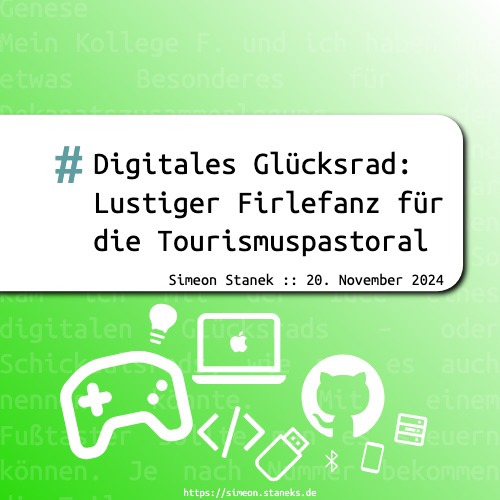 Genese
Mein Kollege F. und ich haben
etwas Besonderes für
# Digitales Glücksrad:
Lustiger Firlefanz für
die Tourismuspastoral
Simeon Stanek :: 20. November 2024
digitalen Glücksrads – oder
Schicksalsrads, wie es auch
nennen könnte. Mit einem
Fußtaster
können. Je nach Nummer bekommen
https://simeon.staneks.de